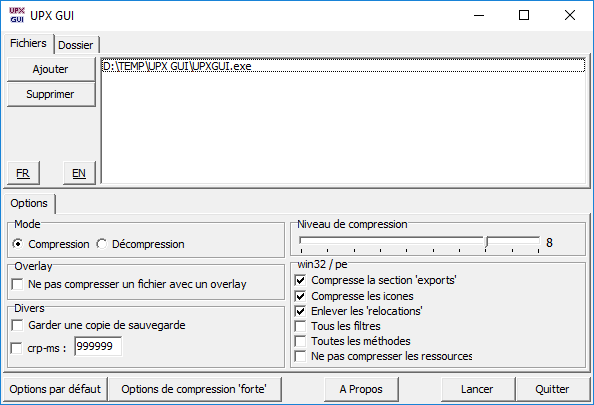 UPX GUI UPX GUI
Fichiers Dossier
Ajouter
D:\TEMP\UPX GUI\UPXGUI.exe
Supprimer
FR EN
Options
Mode
Compression Décompression
Niveau de compression
8
Overlay
Ne pas compresser un fichier avec un overlay
win32 / pe
Compresse la section 'exports'
Compresse les icones
Enlever les 'relocations'
Tous les filtres
Toutes les méthodes
Ne pas compresser les ressources
Divers
Garder une copie de sauvegarde
crp-ms : 999999
Options par défaut Options de compression 'forte' A Propos Lancer Quitter